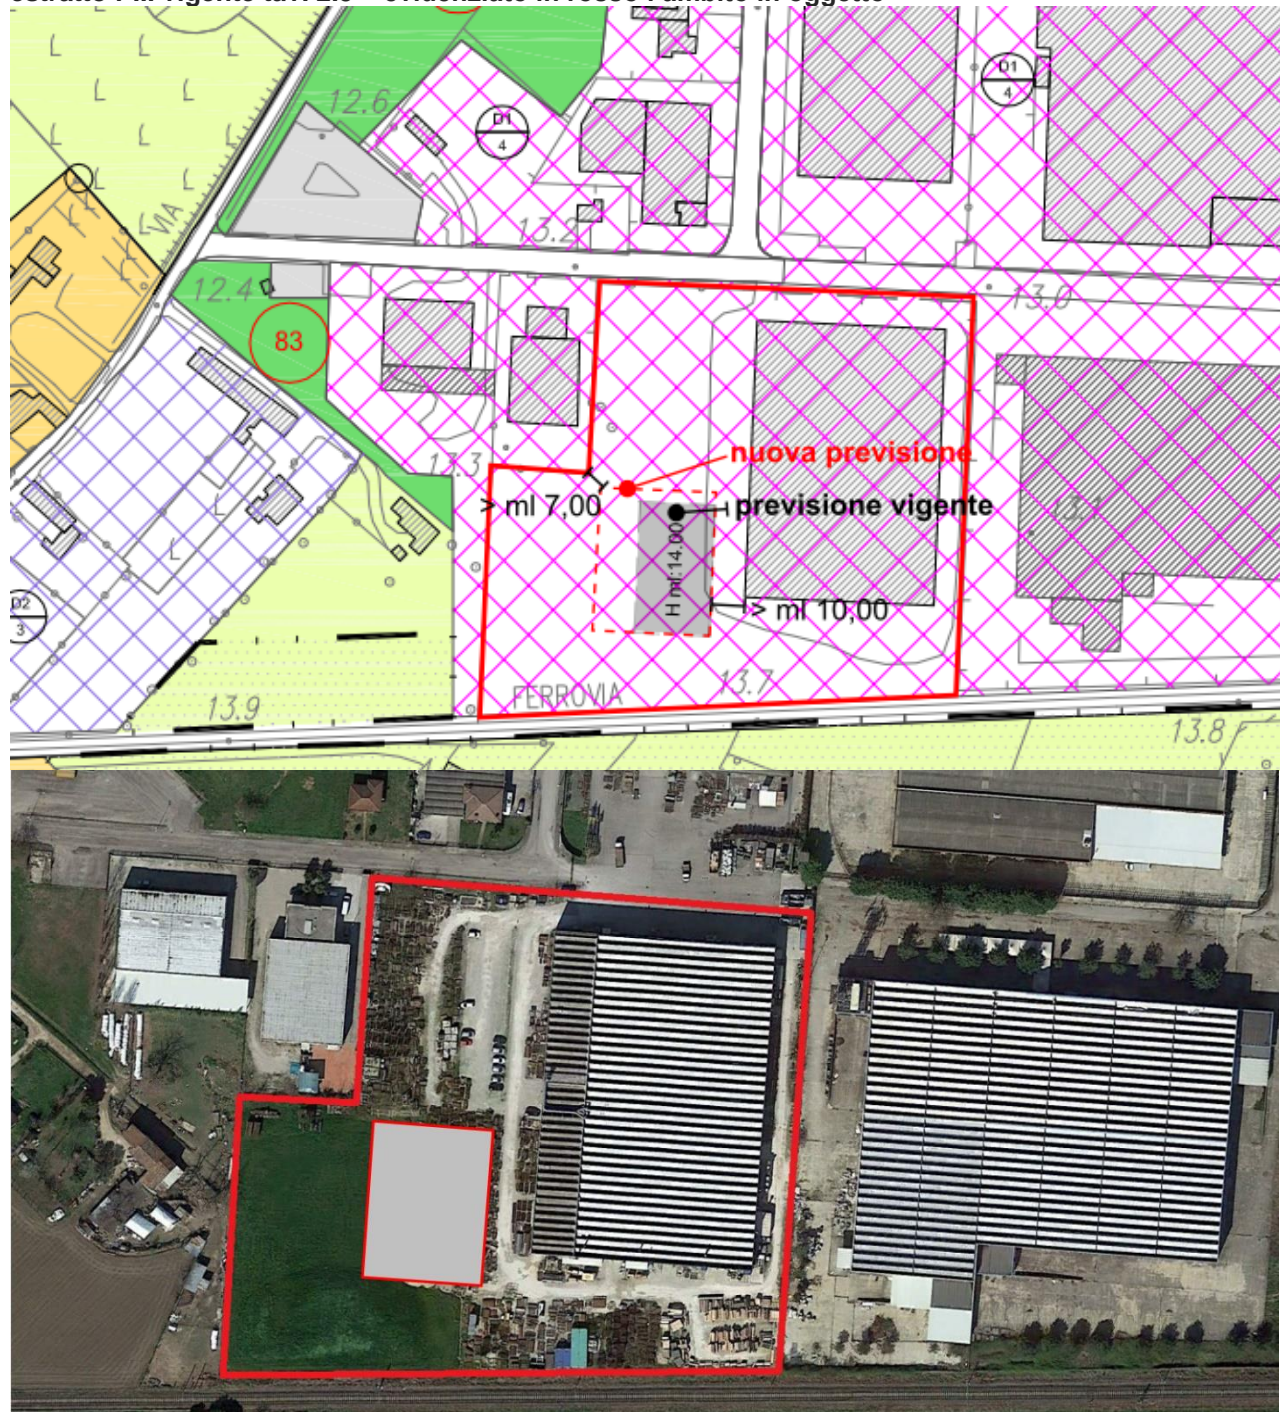 12.6
D1
4
D1
4
VIA
13.2
12.4
13.0
83
nuova previsione
13.3
> ml 7,00
previsione vigente
13.1
H ml:14.00
D2
3
> ml 10,00
13.7
FERROVIA
13.9
13.8